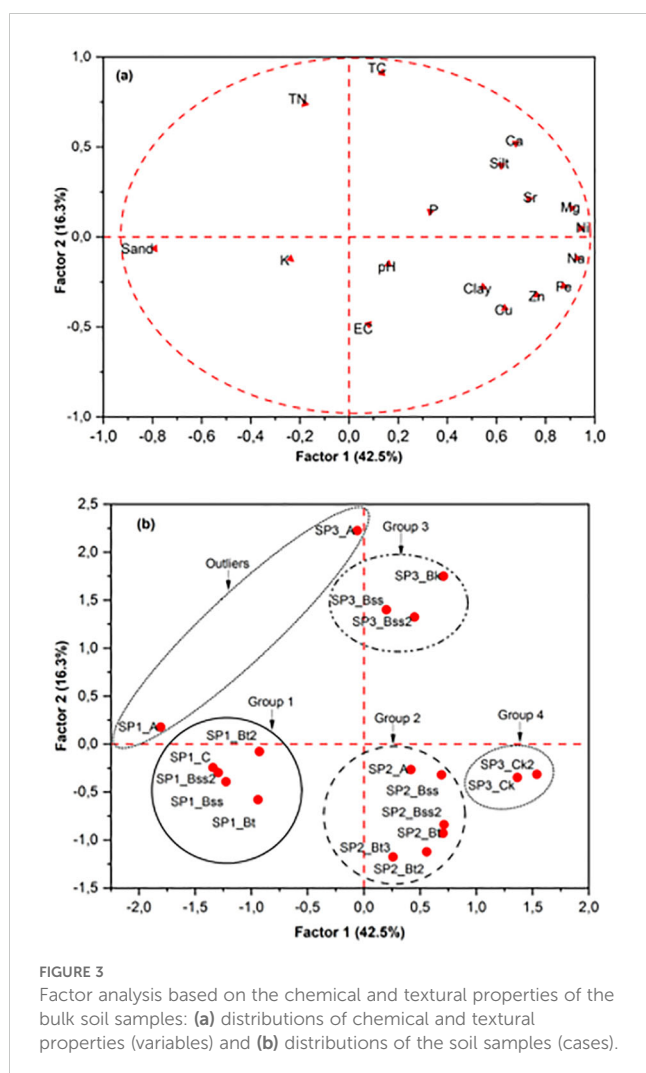 (a)
1,0
0,5
0,0
-0,5
-1,0
Factor 2 (16.3%)
TC
TN
Ca
Silt
Sr
Mg
P
Ni
Sand
K
pH
Na
Clay
Zn
Fe
Cu
EC
-1,0 -0,8 -0,6 -0,4 -0,2 0,0 0,2 0,4 0,6 0,8 1,0
Factor 1 (42.5%)
(b)
2,5
2,0
1,5
1,0
0,5
0,0
-0,5
-1,0
-1,5
Factor 2 (16.3%)
SP3_A
Group 3
Outliers
SP3_Bk
SP3_Bss
SP3_Bss2
Group 1
Group 2
Group 4
SP1_A
SP1_Bt2
SP1_C
SP1_Bss2
SP1_Bss
SP1_Bt
SP2_A
SP2_Bss
SP2_Bss2
SP2_Bt
SP2_Bt3
SP2_Bt2
SP3_Ck2
SP3_Ck
-2,0 -1,5 -1,0 -0,5 0,0 0,5 1,0 1,5 2,0
Factor 1 (42.5%)
FIGURE 3
Factor analysis based on the chemical and textural properties of the
bulk soil samples: (a) distributions of chemical and textural
properties (variables) and (b) distributions of the soil samples (cases).